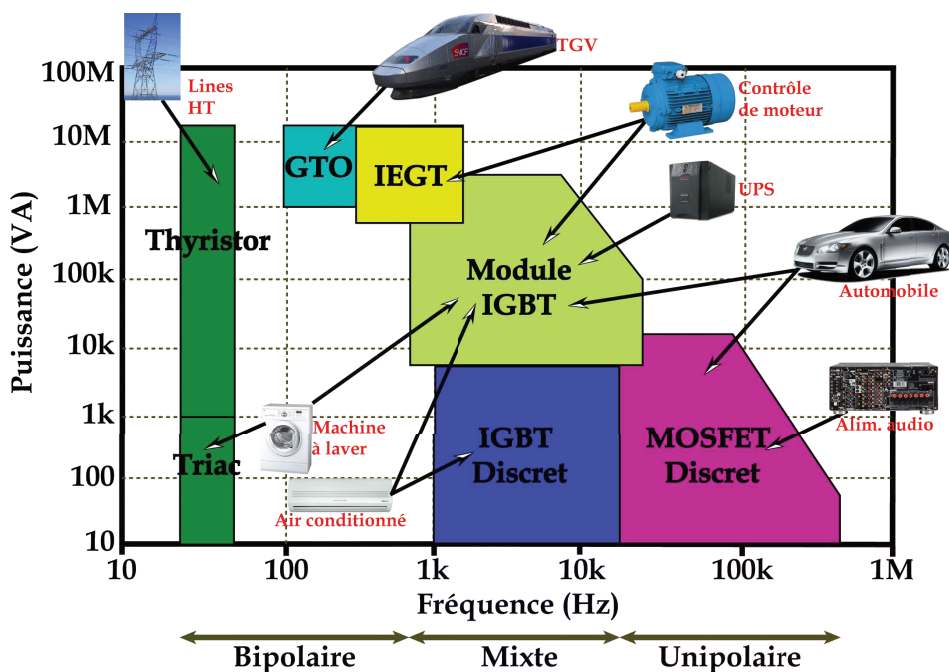 TGV
100M
Lines
HT
Contrôle
de moteur
10M
GTO
IEGT
UPS
1M
Thyristor
Puissance (VA)
100k
Module
IGBT
Automobile
10k
1k
Machine
à laver
Alim. audio
IGBT
Discret
MOSFET
Discret
Triac
100
Air conditionné
10
10
100
1k
10k
100k
1M
Fréquence (Hz)
Bipolaire
Mixte
Unipolaire